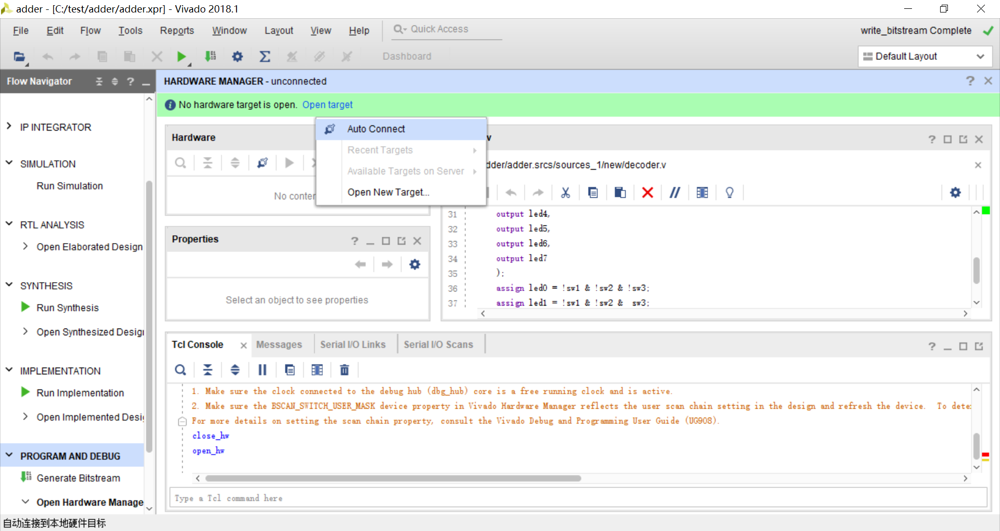 adder - [C:/test/adder/adder.xpr] - Vivado 2018.1
File Edit Flow Tools Reports Window Layout View Help Quick Access write_bitstream Complete
Dashboard Default Layout
Flow Navigator
IP INTEGRATOR
SIMULATION
Run Simulation
RTL ANALYSIS
Open Elaborated Design
SYNTHESIS
Run Synthesis
Open Synthesized Design
IMPLEMENTATION
Run Implementation
Open Implemented Desi
PROGRAM AND DEBUG
Generate Bitstream
Open Hardware Manage
HARDWARE MANAGER - unconnected
No hardware target is open. Open target
Auto Connect
Recent Targets
Available Targets on Server
Open New Target...
Hardware
No conten
Properties
Select an object to see properties
v
dder/adder.srcs/sources_1/new/decoder.v
31 output led4,
32 output led5,
33 output led6,
34 output led7
35 );
36 assign led0 = !sw1 & !sw2 & !sw3;
37 assign led1 = !sw1 & !sw2 & sw3;
Tcl Console Messages Serial I/O Links Serial I/O Scans
1. Make sure the clock connected to the debug hub (dbg_hub) core is a free running clock and is active.
2. Make sure the BSCAN_SWITCH_USER_MASK device property in Vivado Hardware Manager reflects the user scan chain setting in the design and refresh the device. To dete
For more details on setting the scan chain property, consult the Vivado Debug and Programming User Guide (UG908).
close_hw
open_hw
Type a Tcl command here
自动连接到本地硬件目标